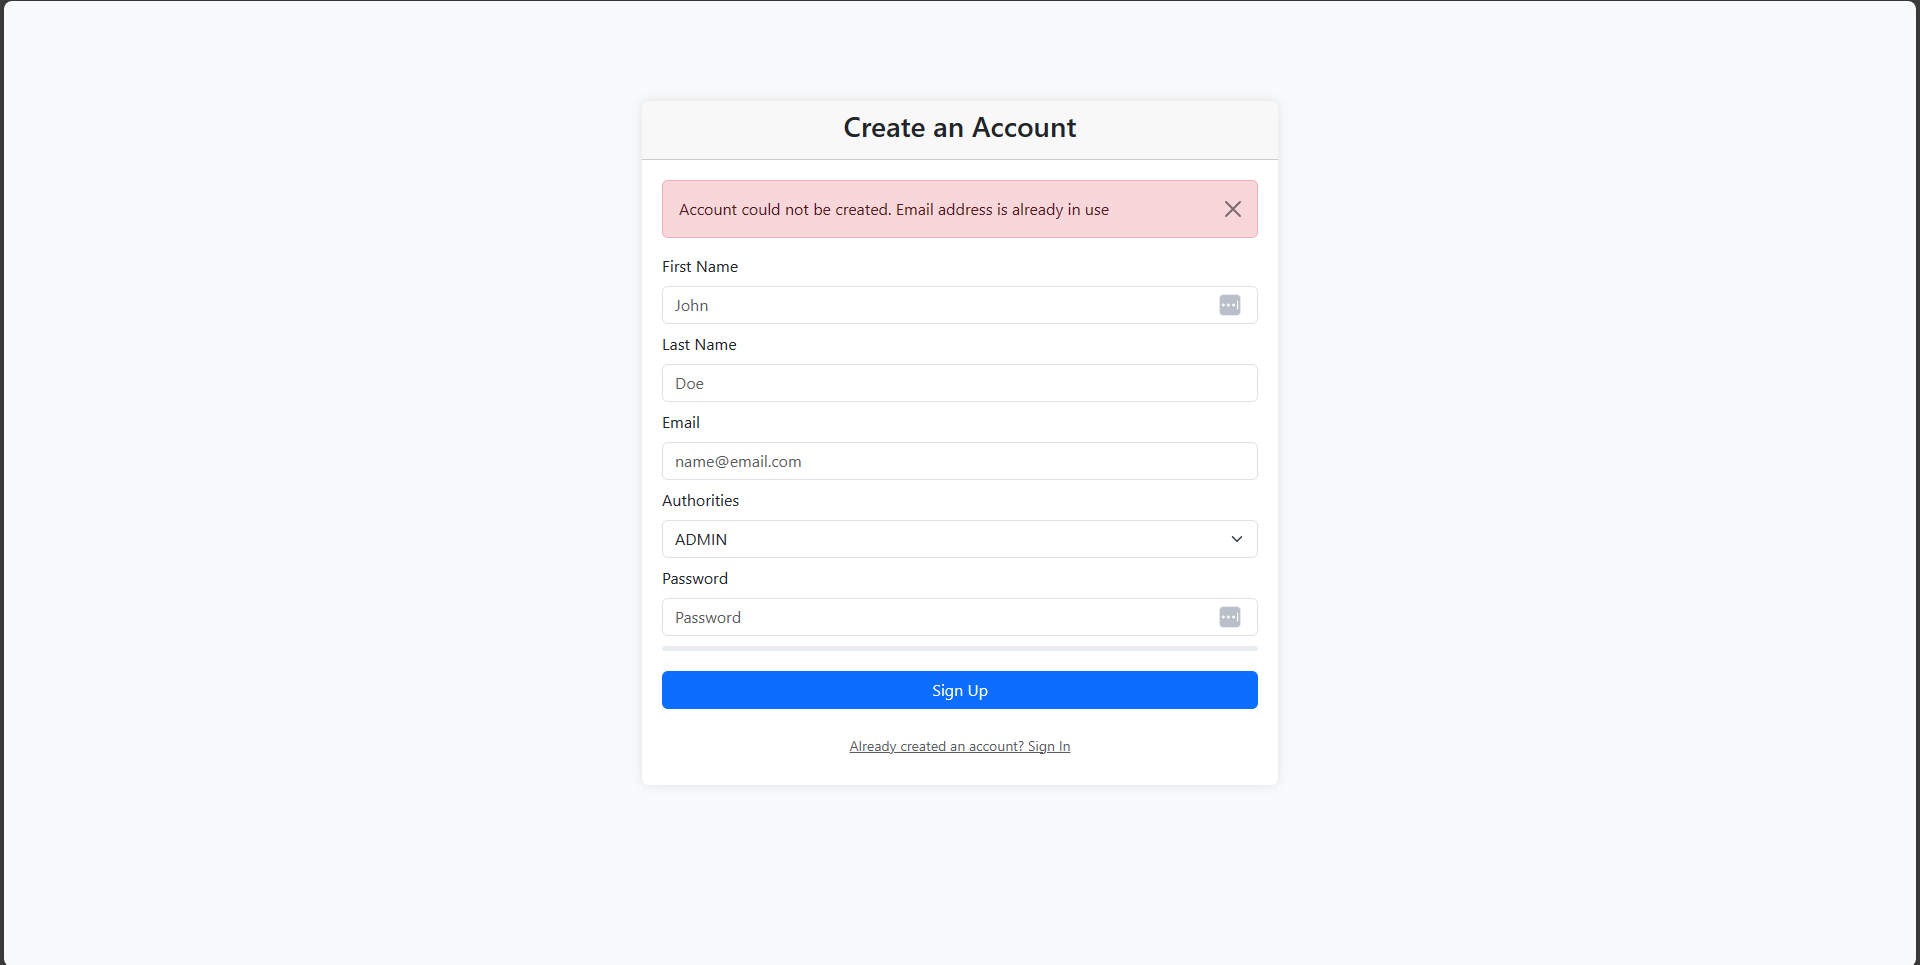 Create an Account
Account could not be created. Email address is already in use
First Name
John
Last Name
Doe
Email
name@email.com
Authorities
ADMIN
Password
Password
Sign Up
Already created an account? Sign In